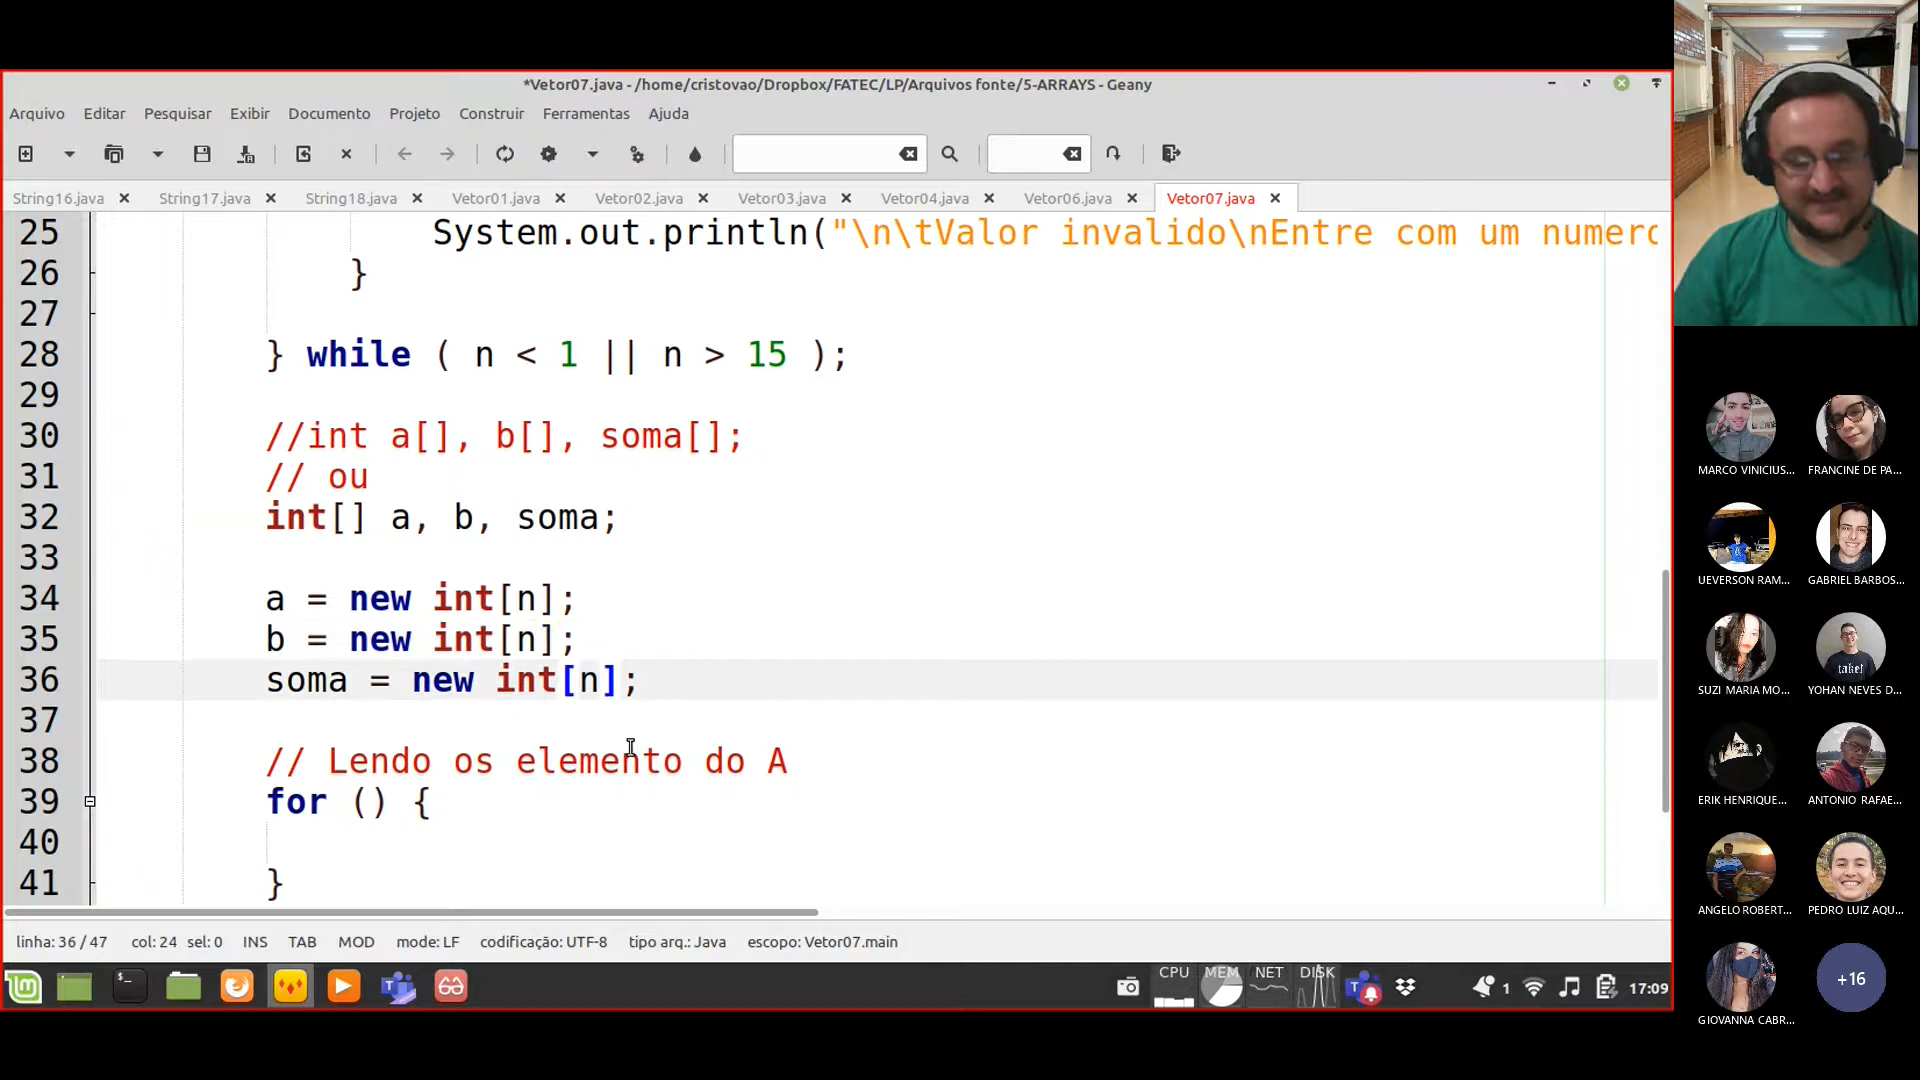 *Vetor07.java - /home/cristovao/Dropbox/FATEC/LP/Arquivos fonte/5-ARRAYS - Geany
Arquivo Editar Pesquisar Exibir Construir Documento Projeto Ferramentas Ajuda
String16.java String17.java String18.java Vetor01.java Vetor02.java Vetor03.java Vetor04.java Vetor06.java Vetor07.java
25 System.out.println("\n\tValor invalido\nEntre com um numero
26 }
27
28 } while ( n < 1 || n > 15 );
29
30 //int a[], b[], soma[];
31 // ou
32 int[] a, b, soma;
33
34 a = new int[n];
35 b = new int[n];
36 soma = new int[n];
37
38 // Lendo os elemento do A
39 for () {
40
41 }
linha: 36 / 47 col: 24 sel: 0 INS TAB MOD mode: LF codificação: UTF-8 tipo arq.: Java escopo: Vetor07.main
CPU MEM NET DISK 1 17:09
MARCO VINICIUS... FRANCINE DE PA...
UEVERSON RAM... GABRIEL BARBOS...
takel
SUZI MARIA MO... YOHAN NEVES D...
ERIK HENRIQUE... ANTONIO RAFAE...
ANGELO ROBERT... PEDRO LUIZ AQU...
+16
GIOVANNA CABR...